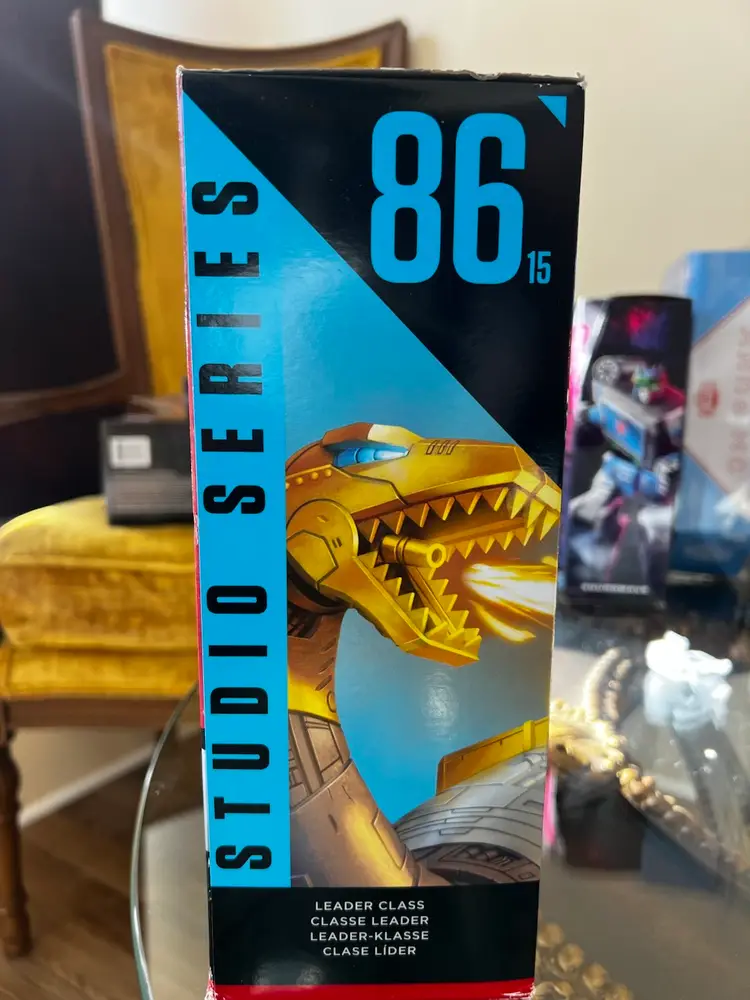 86
15
STUDIO SERIES
LEADER CLASS
CLASSE LEADER
LEADER-KLASSE
CLASE LÍDER